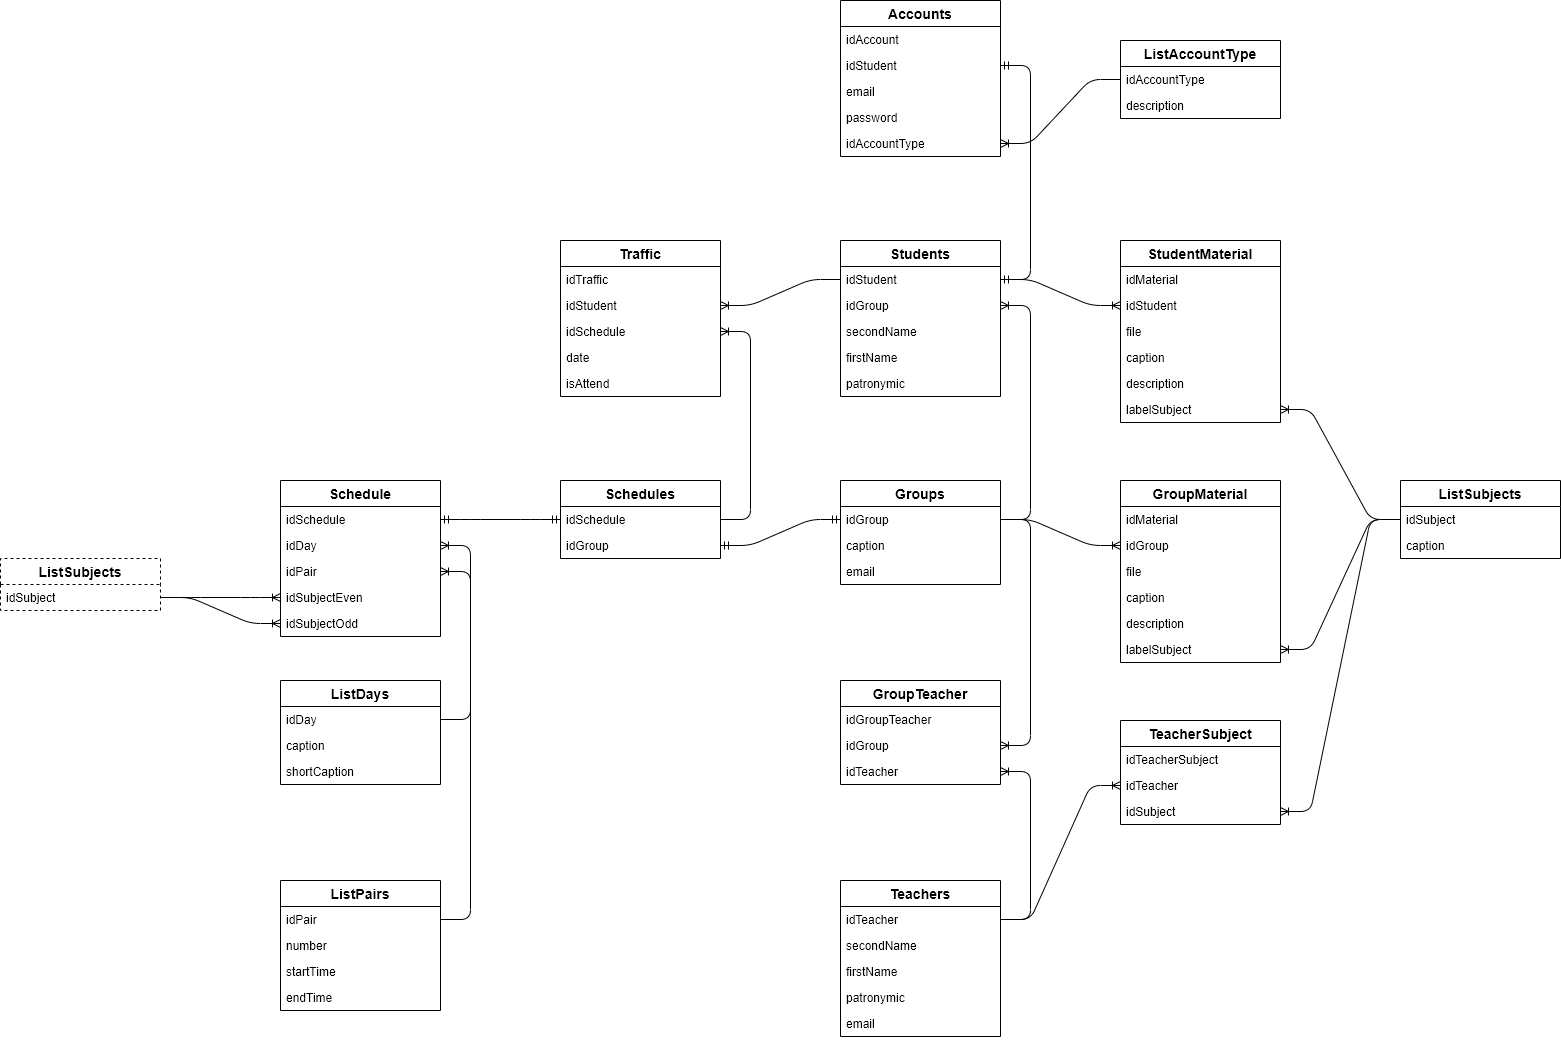 Accounts
idAccount
idStudent
email
password
idAccountType
ListAccountType
idAccountType
description
Traffic
idTraffic
idStudent
idSchedule
date
isAttend
Students
idStudent
idGroup
secondName
firstName
patronymic
StudentMaterial
idMaterial
idStudent
file
caption
description
labelSubject
ListSubjects
idSubject
Schedule
idSchedule
idDay
idPair
idSubjectEven
idSubjectOdd
Schedules
idSchedule
idGroup
Groups
idGroup
caption
email
GroupMaterial
idMaterial
idGroup
file
caption
description
labelSubject
ListSubjects
idSubject
caption
ListDays
idDay
caption
shortCaption
GroupTeacher
idGroupTeacher
idGroup
idTeacher
TeacherSubject
idTeacherSubject
idTeacher
idSubject
ListPairs
idPair
number
startTime
endTime
Teachers
idTeacher
secondName
firstName
patronymic
email